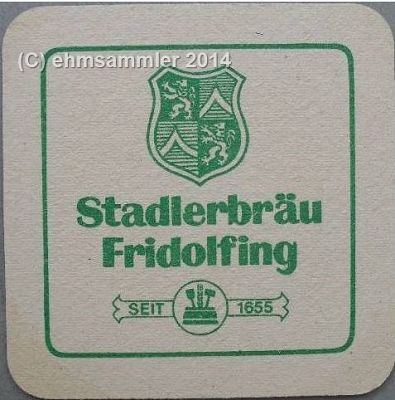 (C) ehmsammler 2014
Stadlerbräu
Fridolfing
SEIT 1655